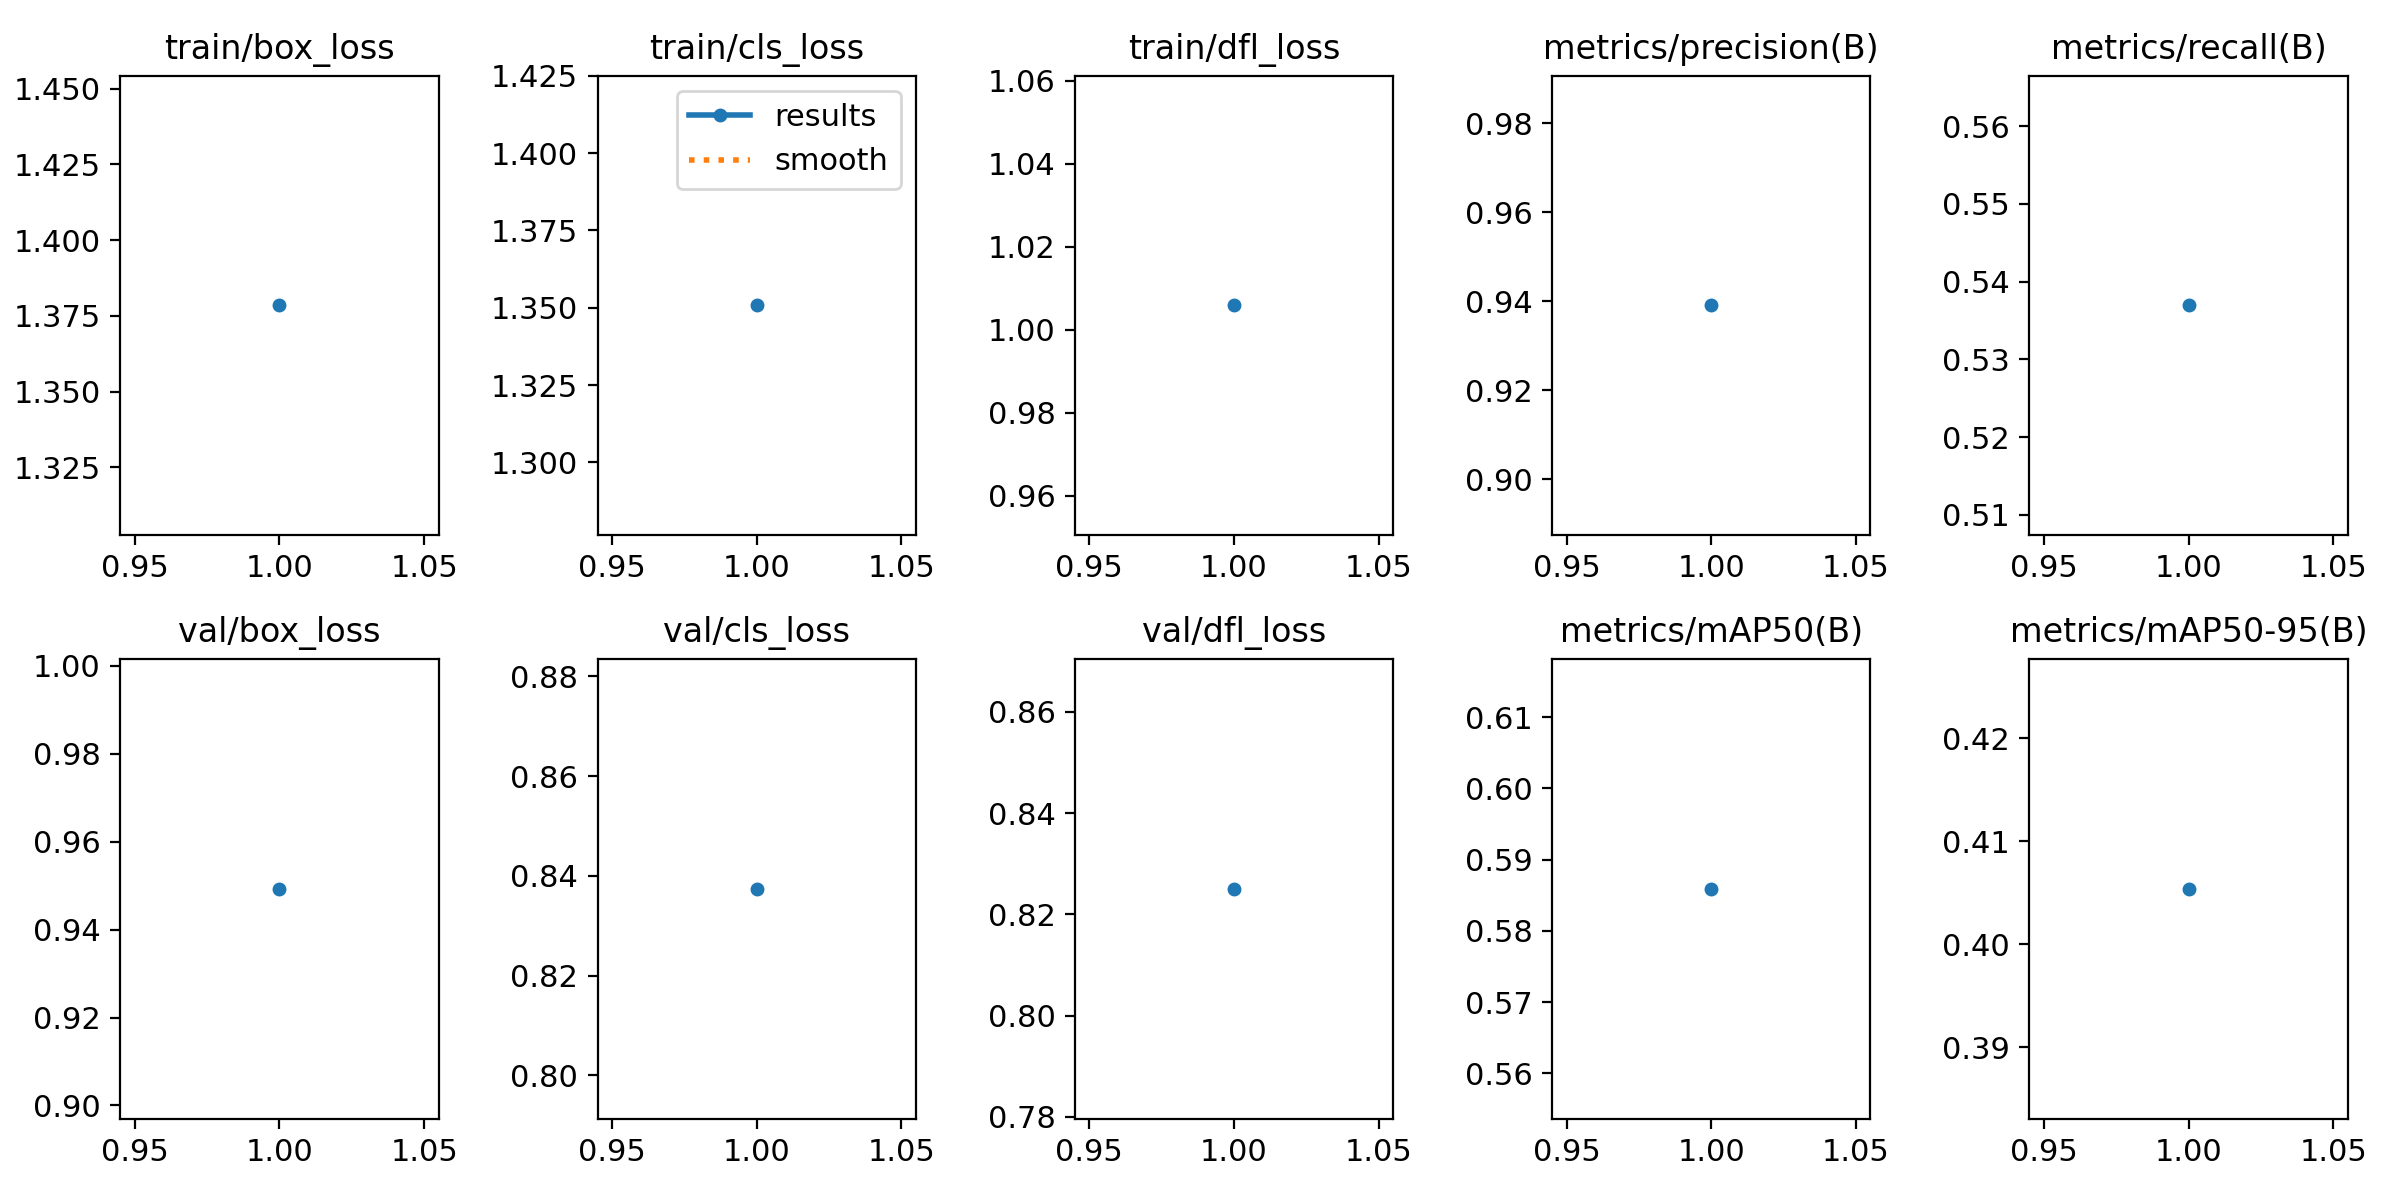 train/box_loss
1.450
1.425
1.400
1.375
1.350
1.325
0.95 1.00 1.05
train/cls_loss
results
smooth
1.425
1.400
1.375
1.350
1.325
1.300
0.95 1.00 1.05
train/dfl_loss
1.06
1.04
1.02
1.00
0.98
0.96
0.95 1.00 1.05
metrics/precision(B)
0.98
0.96
0.94
0.92
0.90
0.95 1.00 1.05
metrics/recall(B)
0.56
0.55
0.54
0.53
0.52
0.51
0.95 1.00 1.05
val/box_loss
1.00
0.98
0.96
0.94
0.92
0.90
0.95 1.00 1.05
val/cls_loss
0.88
0.86
0.84
0.82
0.80
0.95 1.00 1.05
val/dfl_loss
0.86
0.84
0.82
0.80
0.78
0.95 1.00 1.05
metrics/mAP50(B)
0.61
0.60
0.59
0.58
0.57
0.56
0.95 1.00 1.05
metrics/mAP50-95(B)
0.42
0.41
0.40
0.39
0.95 1.00 1.05